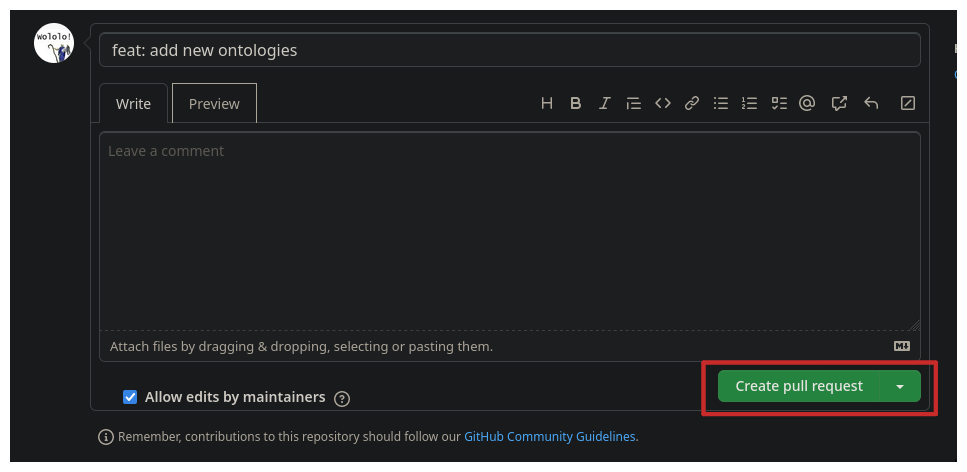 wololo!
feat: add new ontologies
Write
Preview
Leave a comment
Attach files by dragging & dropping, selecting or pasting them.
Allow edits by maintainers
Create pull request
Remember, contributions to this repository should follow our GitHub Community Guidelines.